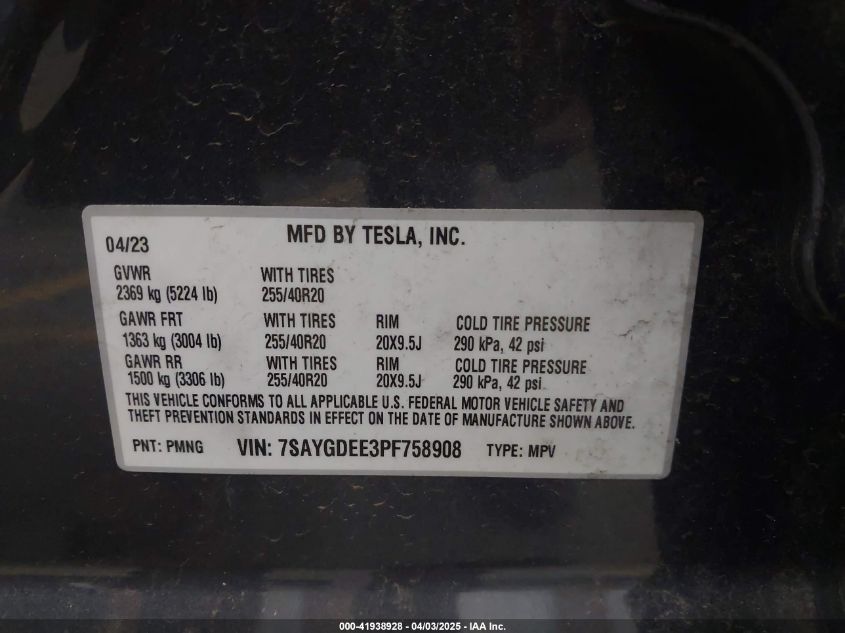 04/23 MFD BY TESLA, INC.
GVWR WITH TIRES
2369 kg (5224 lb) 255/40R20
GAWR FRT WITH TIRES RIM COLD TIRE PRESSURE
1363 kg (3004 lb) 255/40R20 20X9.5J 290 kPa, 42 psi
GAWR RR WITH TIRES RIM COLD TIRE PRESSURE
1500 kg (3306 lb) 255/40R20 20X9.5J 290 kPa, 42 psi
THIS VEHICLE CONFORMS TO ALL APPLICABLE U.S. FEDERAL MOTOR VEHICLE SAFETY AND
THEFT PREVENTION STANDARDS IN EFFECT ON THE DATE OF MANUFACTURE SHOWN ABOVE.
PNT: PMNG VIN: 7SAYGDEE3PF758908 TYPE: MPV
000-41938928 - 04/03/2025 - IAA Inc.